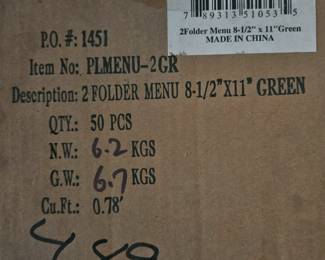 7 89313 51053 5
2Folder Menu 8-1/2" x 11"Green
MADE IN CHINA
P.O. #: 1451
Item No: PLMENU-2GR
Description: 2 FOLDER MENU 8-1/2"X11" GREEN
QTY.: 50 PCS
N.W.: 6.2 KGS
G.W.: 6.7 KGS
Cu.Ft.: 0.78'